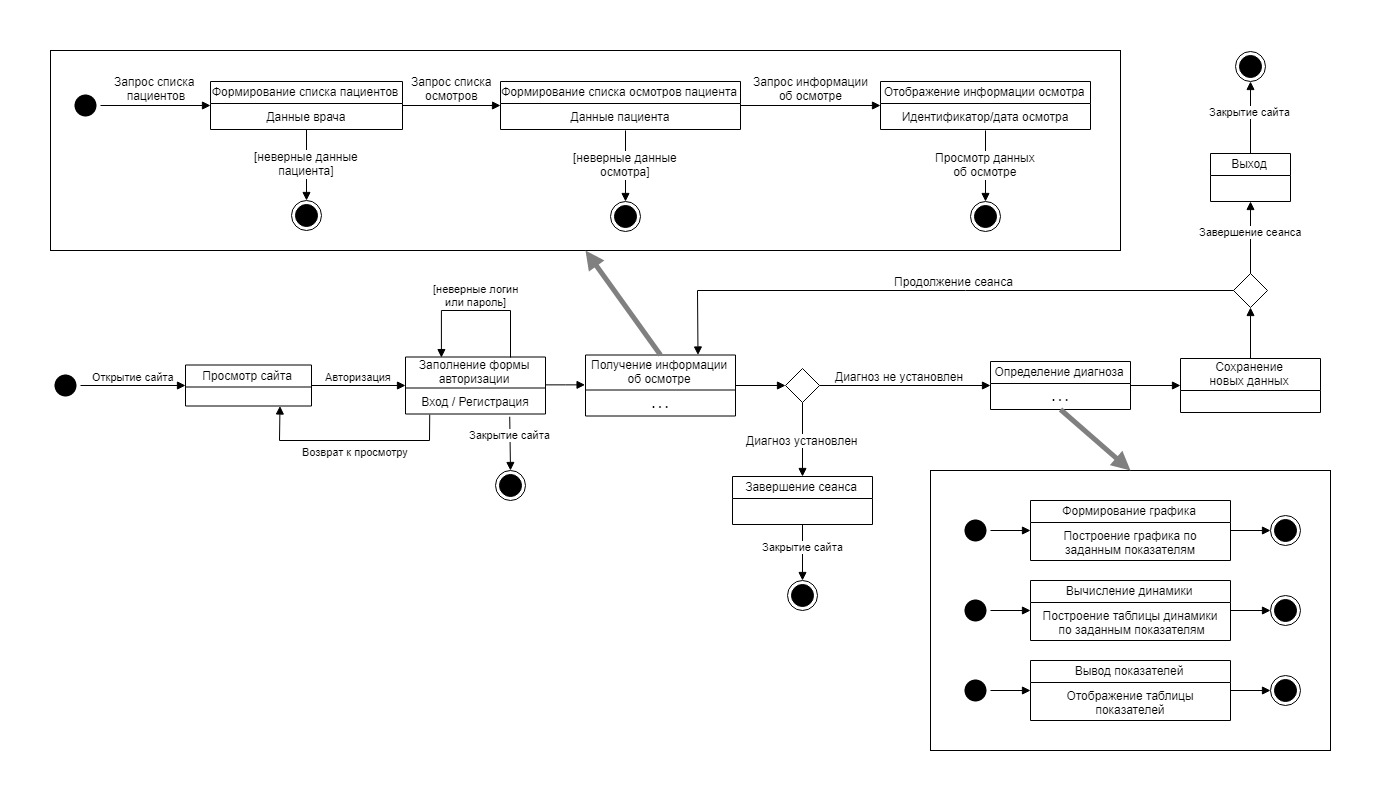 Запрос списка
пациентов
Формирование списка пациентов
Данные врача
[неверные данные
пациента]
Запрос списка
осмотров
Формирование списка осмотров пациента
Данные пациента
[неверные данные
осмотра]
Запрос информации
об осмотре
Отображение информации осмотра
Идентификатор/дата осмотра
Просмотр данных
об осмотре
Закрытие сайта
Выход
Завершение сеанса
Продолжение сеанса
[неверные логин
или пароль]
Открытие сайта
Просмотр сайта
Авторизация
Заполнение формы
авторизации
Вход / Регистрация
Возврат к просмотру
Закрытие сайта
Получение информации
об осмотре
...
Диагноз не установлен
Диагноз установлен
Завершение сеанса
Закрытие сайта
Определение диагноза
...
Сохранение
новых данных
Формирование графика
Построение графика по
заданным показателям
Вычисление динамики
Построение таблицы динамики
по заданным показателям
Вывод показателей
Отображение таблицы
показателей